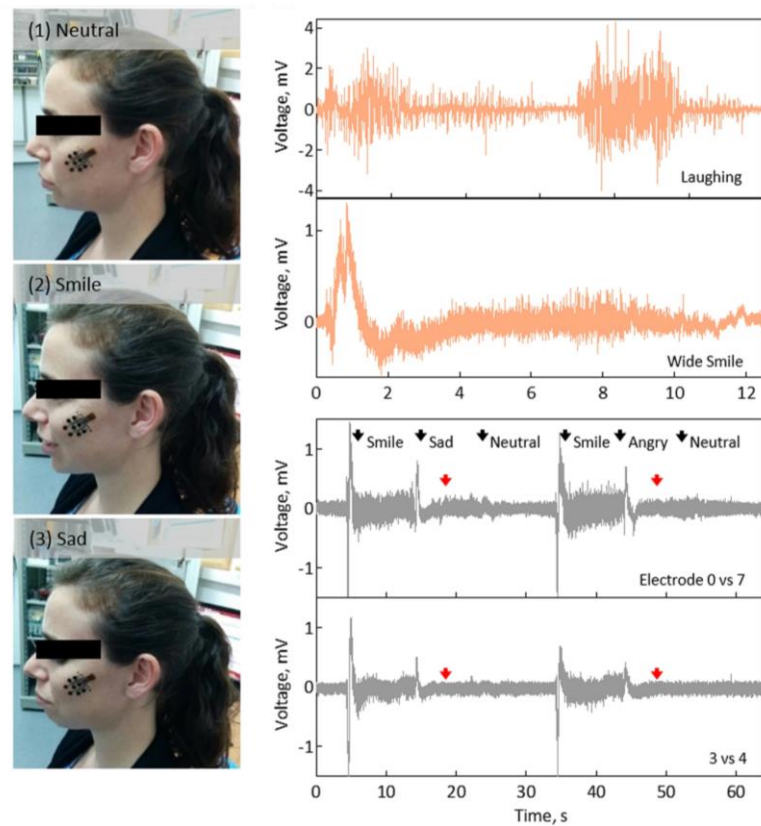 (1) Neutral
(2) Smile
(3) Sad
Voltage, mV
4
2
0
-2
-4
Laughing
Voltage, mV
1
0
Wide Smile
0 2 4 6 8 10 12
Smile Sad Neutral Smile Angry Neutral
Voltage, mV
1
0
-1
Electrode 0 vs 7
Voltage, mV
1
0
-1
3 vs 4
0 10 20 30 40 50 60
Time, s